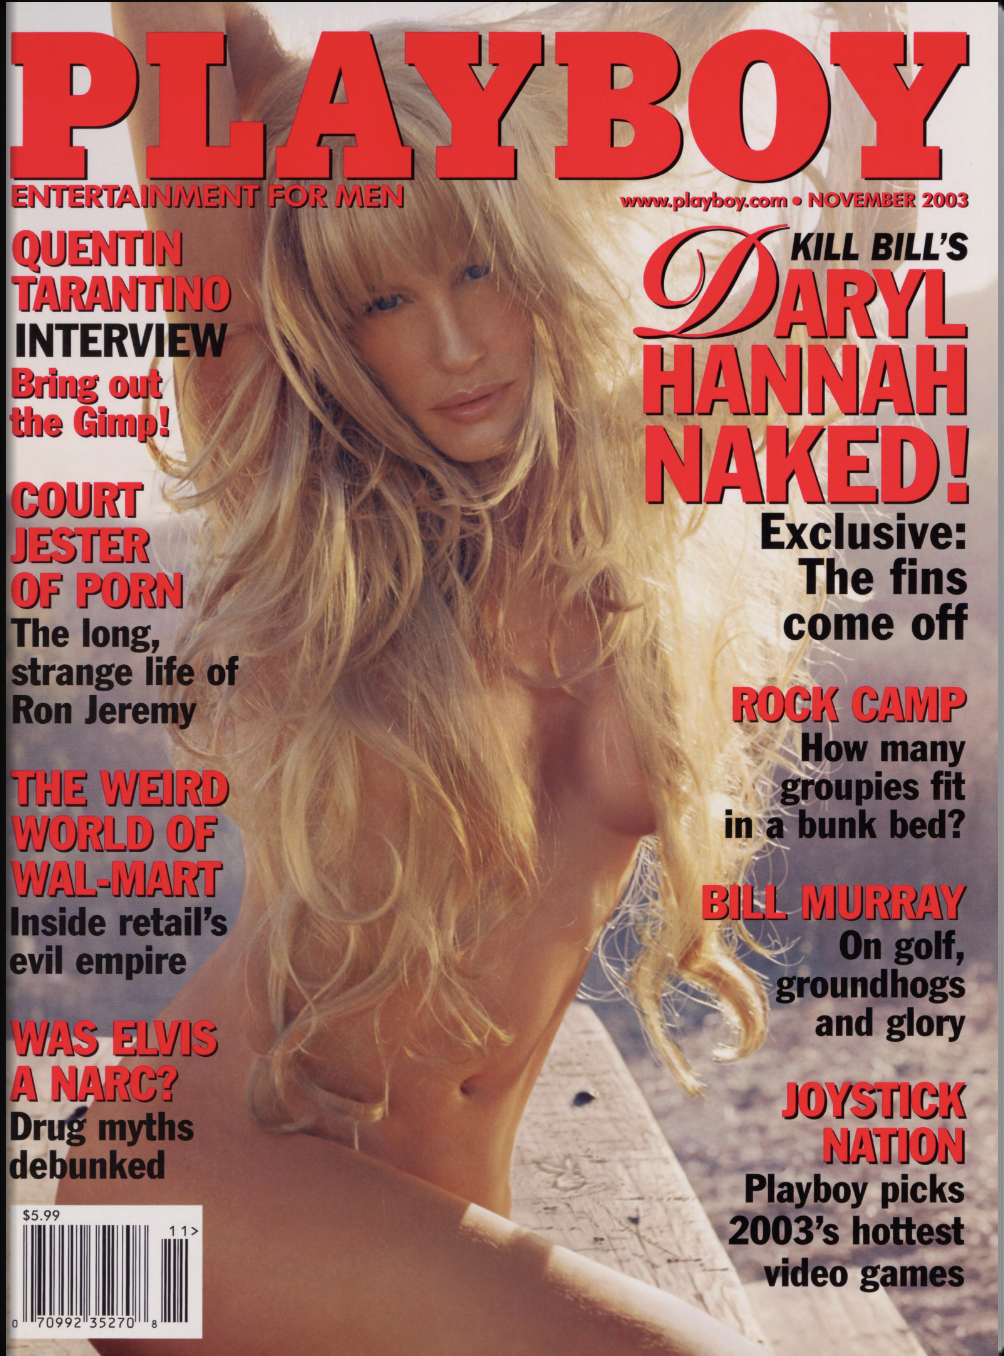 PLAYBOY
ENTERTAINMENT FOR MEN
www.playboy.com • NOVEMBER 2003
QUENTIN
TARANTINO
INTERVIEW
Bring out
the Gimp!
COURT
JESTER
OF PORN
The long,
strange life of
Ron Jeremy
THE WEIRD
WORLD OF
WAL-MART
Inside retail's
evil empire
WAS ELVIS
A NARC?
Drug myths
debunked
KILL BILL'S
DARYL
HANNAH
NAKED!
Exclusive:
The fins
come off
ROCK CAMP
How many
groupies fit
in a bunk bed?
BILL MURRAY
On golf,
groundhogs
and glory
JOYSTICK
NATION
Playboy picks
2003's hottest
video games
$5.99
11>
0 70992 35270 8